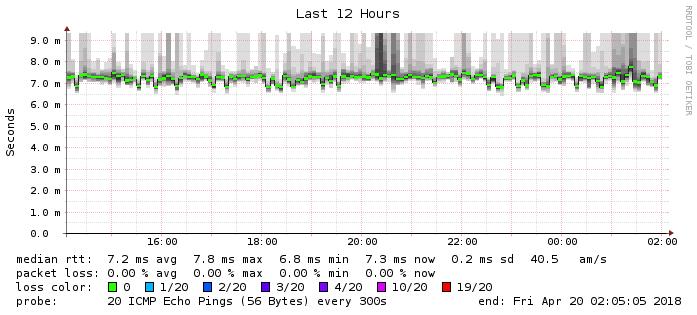 Last 12 Hours
RRDTOOL / TOBI OETIKER
Seconds
9.0 m
8.0 m
7.0 m
6.0 m
5.0 m
4.0 m
3.0 m
2.0 m
1.0 m
0.0
16:00 18:00 20:00 22:00 00:00 02:00
median rtt: 7.2 ms avg 7.8 ms max 6.8 ms min 7.3 ms now 0.2 ms sd 40.5 am/s
packet loss: 0.00 % avg 0.00 % max 0.00 % min 0.00 % now
loss color: 0 1/20 2/20 3/20 4/20 10/20 19/20
probe: 20 ICMP Echo Pings (56 Bytes) every 300s end: Fri Apr 20 02:05:05 2018